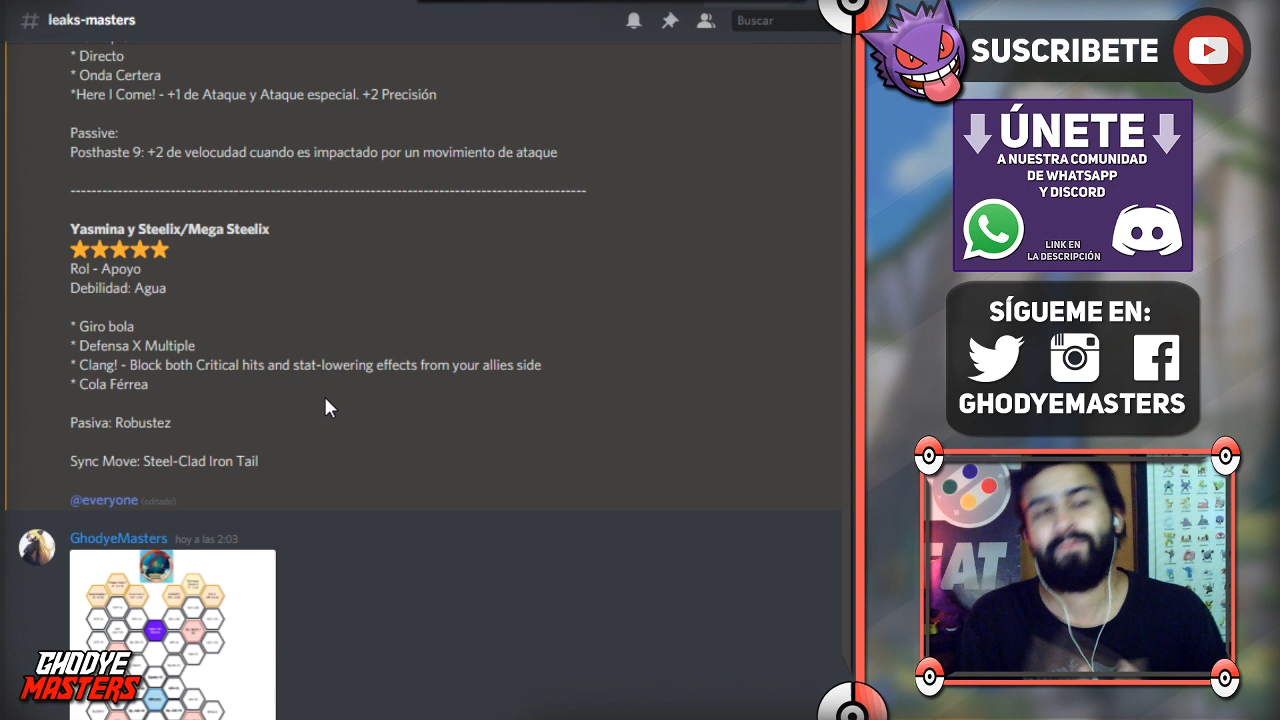 # leaks-masters
Buscar
* Directo
* Onda Certera
*Here I Come! - +1 de Ataque y Ataque especial. +2 Precisión
Passive:
Posthaste 9: +2 de velocudad cuando es impactado por un movimiento de ataque
Yasmina y Steelix/Mega Steelix
Rol - Apoyo
Debilidad: Agua
* Giro bola
* Defensa X Multiple
* Clang! - Block both Critical hits and stat-lowering effects from your allies side
* Cola Férrea
Pasiva: Robustez
Sync Move: Steel-Clad Iron Tail
@everyone (editado)
GhodyeMasters hoy a las 2:03
GHODYE
MASTERS
SUSCRIBETE
ÚNETE
A NUESTRA COMUNIDAD
DE WHATSAPP
Y DISCORD
LINK EN
LA DESCRIPCIÓN
SÍGUEME EN:
GHODYEMASTERS